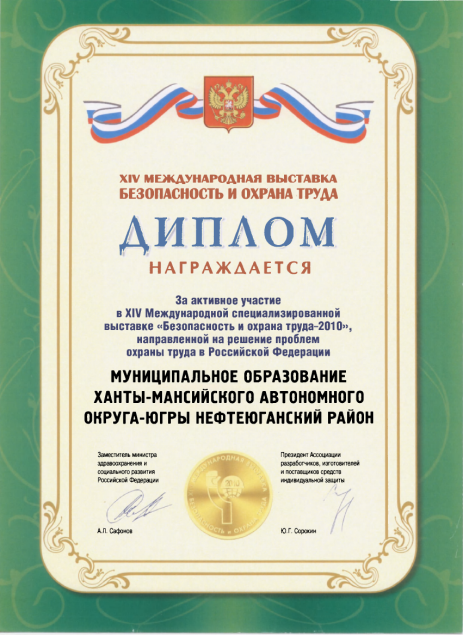 XIV МЕЖДУНАРОДНАЯ ВЫСТАВКА
БЕЗОПАСНОСТЬ И ОХРАНА ТРУДА
ДИПЛОМ
НАГРАЖДАЕТСЯ
За активное участие
в XIV Международной специализированной
выставке «Безопасность и охрана труда-2010»,
направленной на решение проблем
охраны труда в Российской Федерации
МУНИЦИПАЛЬНОЕ ОБРАЗОВАНИЕ
ХАНТЫ-МАНСИЙСКОГО АВТОНОМНОГО
ОКРУГА-ЮГРЫ НЕФТЕЮГАНСКИЙ РАЙОН
Заместитель министра
здравоохранения и
социального развития
Российской Федерации
А.Л. Сафонов
Президент Ассоциации
разработчиков, изготовителей
и поставщиков средств
индивидуальной защиты
Ю.Г. Сорокин